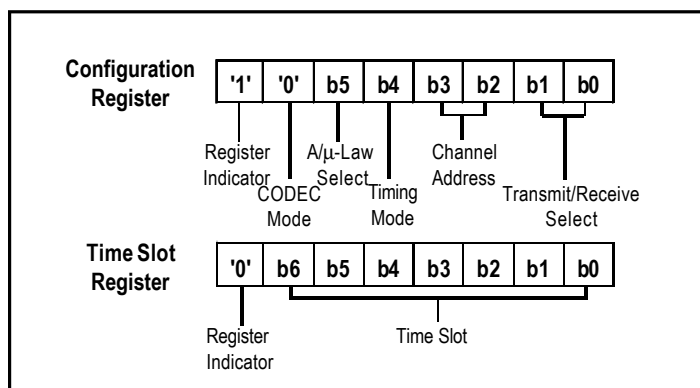 Configuration
Register
'1' '0' b5 b4 b3 b2 b1 b0
Register
Indicator
CODEC
Mode
A/μ-Law
Select
Timing
Mode
Channel
Address
Transmit/Receive
Select
Time Slot
Register
'0' b6 b5 b4 b3 b2 b1 b0
Register
Indicator
Time Slot